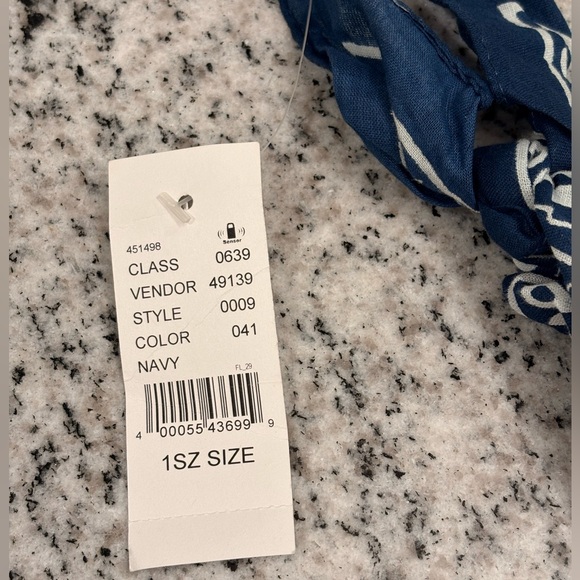 451498
Sensor
CLASS 0639
VENDOR 49139
STYLE 0009
COLOR 041
NAVY
FL_29
4 00055 43699 9
1SZ SIZE